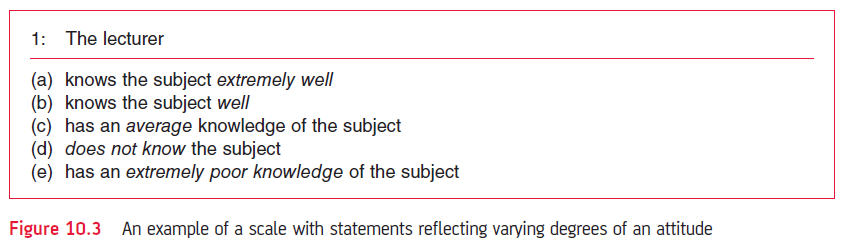 1: The lecturer
(a) knows the subject extremely well
(b) knows the subject well
(c) has an average knowledge of the subject
(d) does not know the subject
(e) has an extremely poor knowledge of the subject
Figure 10.3 An example of a scale with statements reflecting varying degrees of an attitude